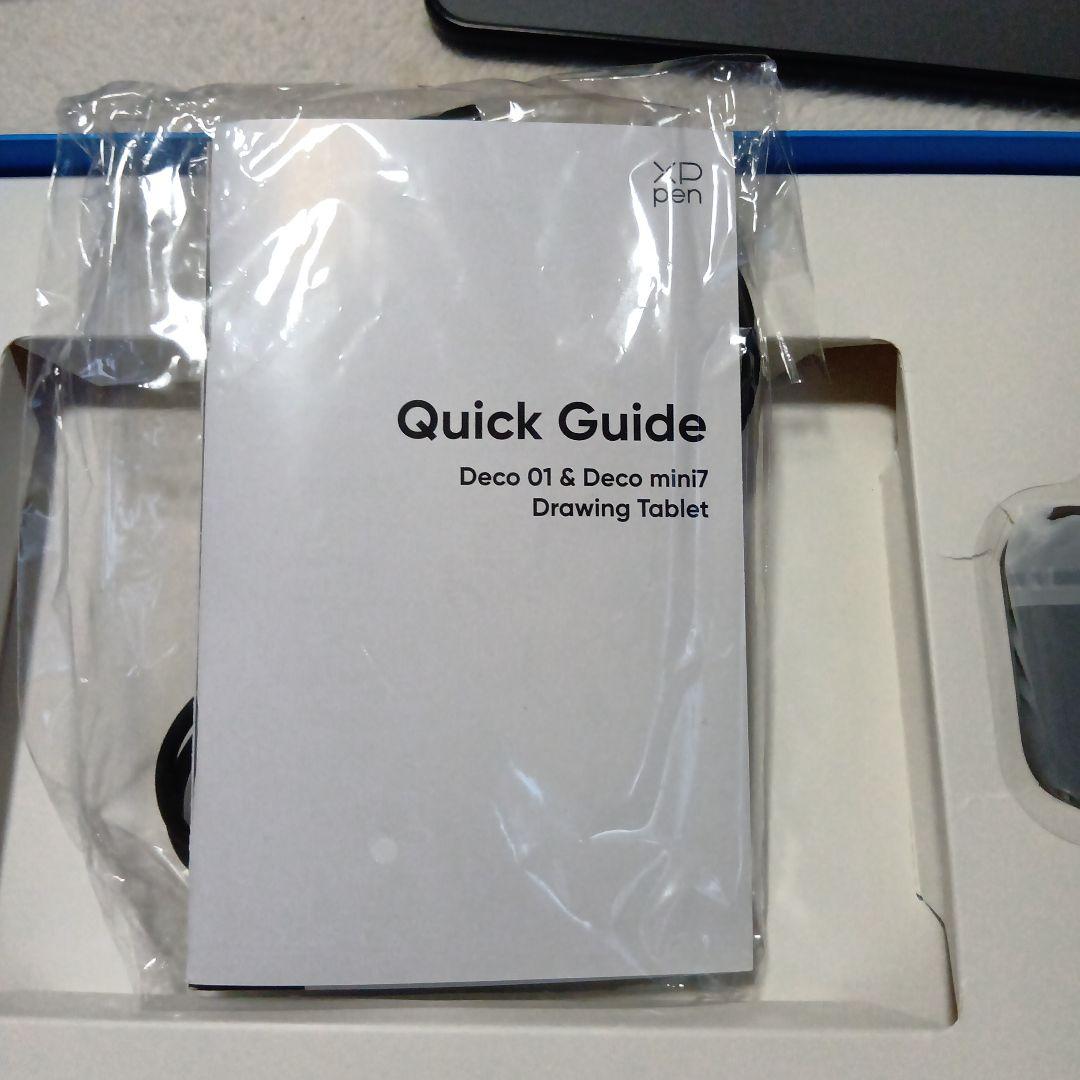 XP
pen
Quick Guide
Deco 01 & Deco mini7
Drawing Tablet